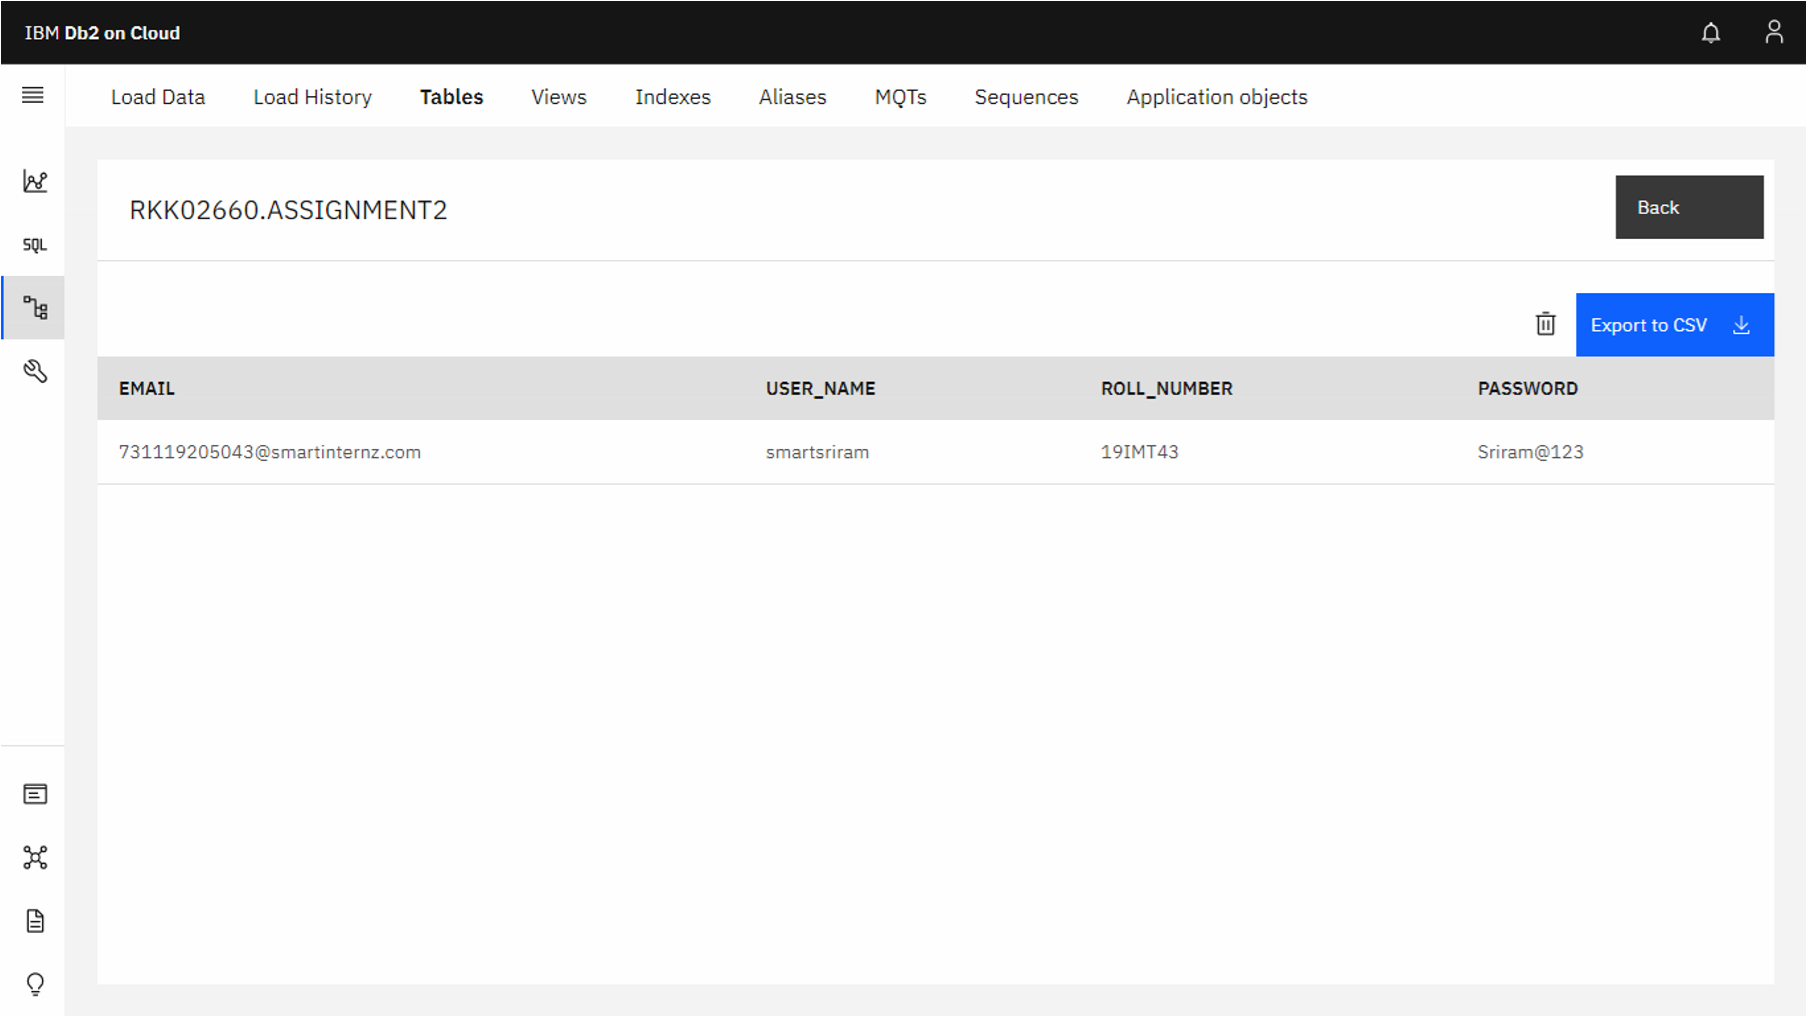 IBM Db2 on Cloud
Load Data Load History Tables Views Indexes Aliases MQTs Sequences Application objects
SQL
RKK02660.ASSIGNMENT2
Back
Export to CSV
EMAIL USER_NAME ROLL_NUMBER PASSWORD
731119205043@smartinternz.com smartsriram 19IMT43 Sriram@123